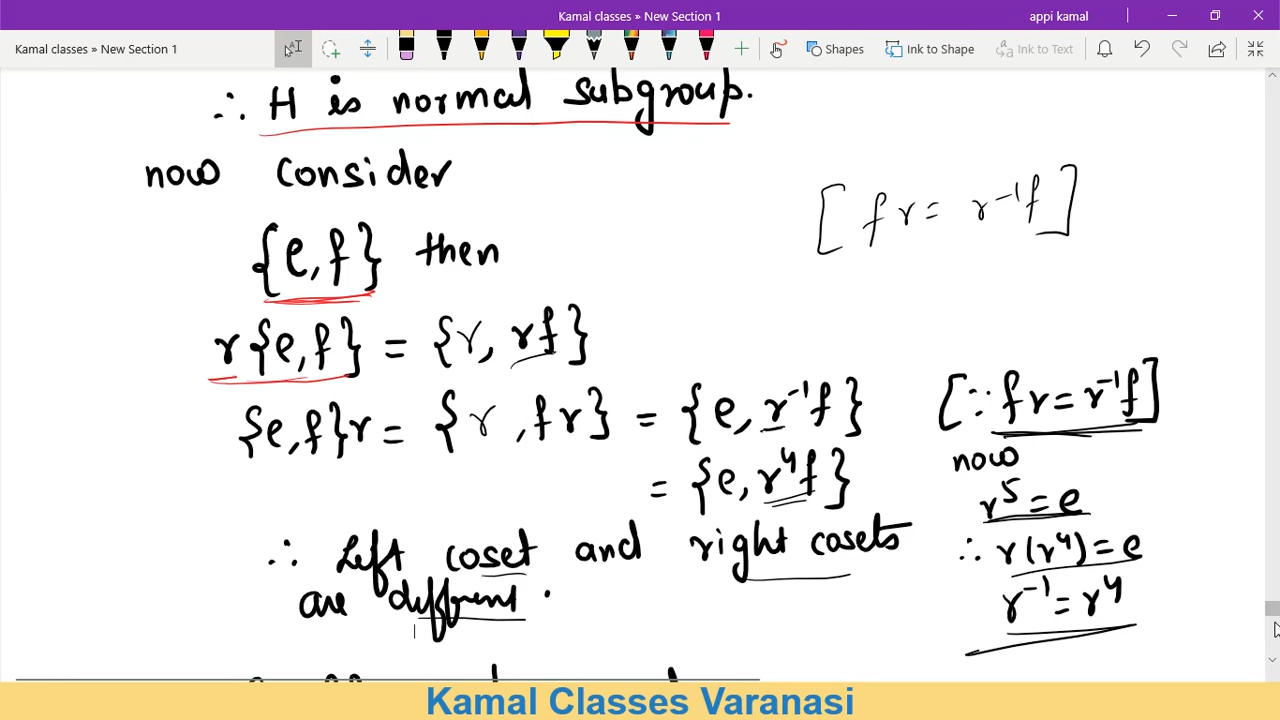 Kamal classes » New Section 1
appi kamal
Kamal classes » New Section 1
Shapes
Ink to Shape
Ink to Text
∴ H is normal subgroup.
now consider
[fr = r⁻¹f]
{e,f} then
r{e,f} = {r, rf}
{e,f}r = {r, fr} = {e, r⁻¹f} [∵ fr = r⁻¹f]
= {e, r⁴f}
now
r⁵ = e
∴ r(r⁴) = e
r⁻¹ = r⁴
∴ Left coset and right cosets
are different.
Kamal Classes Varanasi